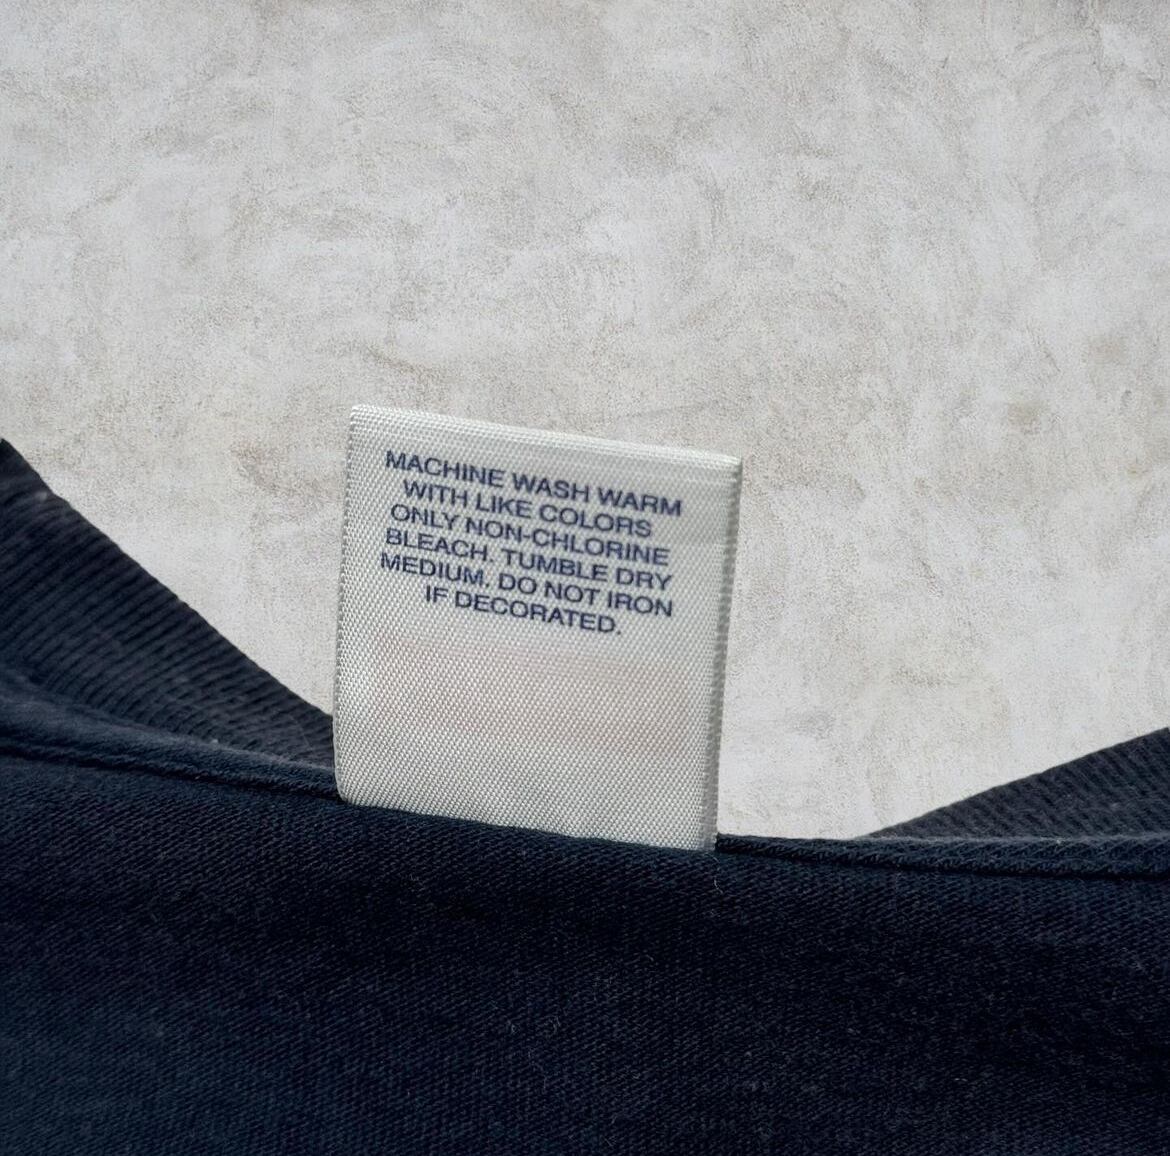 MACHINE WASH WARM
WITH LIKE COLORS
ONLY NON-CHLORINE
BLEACH. TUMBLE DRY
MEDIUM. DO NOT IRON
IF DECORATED.